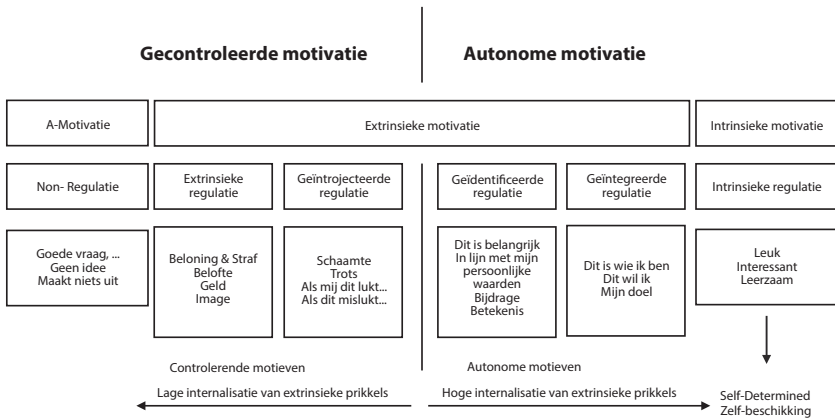 Gecontroleerde motivatie
Autonome motivatie
A-Motivatie
Extrinsieke motivatie
Intrinsieke motivatie
Non- Regulatie
Extrinsieke
regulatie
Geïntrojecteerde
regulatie
Geïdentificeerde
regulatie
Geïntegreerde
regulatie
Intrinsieke regulatie
Goede vraag, ...
Geen idee
Maakt niets uit
Beloning & Straf
Belofte
Geld
Image
Schaamte
Trots
Als mij dit lukt...
Als dit mislukt...
Dit is belangrijk
In lijn met mijn
persoonlijke
waarden
Bijdrage
Betekenis
Dit is wie ik ben
Dit wil ik
Mijn doel
Leuk
Interessant
Leerzaam
Controlerende motieven
Autonome motieven
Lage internalisatie van extrinsieke prikkels
Hoge internalisatie van extrinsieke prikkels
Self-Determined
Zelf-beschikking